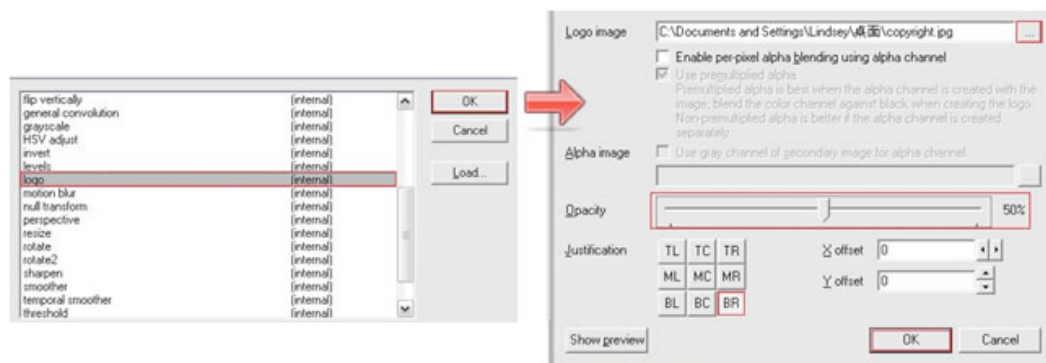 flip vertically (internal)
general convolution (internal)
grayscale (internal)
HSV adjust (internal)
invert (internal)
levels (internal)
logo (internal)
motion blur (internal)
null transform (internal)
perspective (internal)
resize (internal)
rotate (internal)
rotate2 (internal)
sharpen (internal)
smoother (internal)
temporal smoother (internal)
threshold (internal)
OK
Cancel
Load...
Logo image C:\Documents and Settings\Lindsey\桌面\copyright.jpg ...
Enable per-pixel alpha blending using alpha channel
Use premultiplied alpha
Premultiplied alpha is best when the alpha channel is created with the
image; blend the color channel against black when creating the logo.
Non-premultiplied alpha is better if the alpha channel is created
separately.
Alpha image Use gray channel of secondary image for alpha channel
...
Opacity 50%
Justification TL TC TR X offset 0
ML MC MR Y offset 0
BL BC BR
Show preview OK Cancel